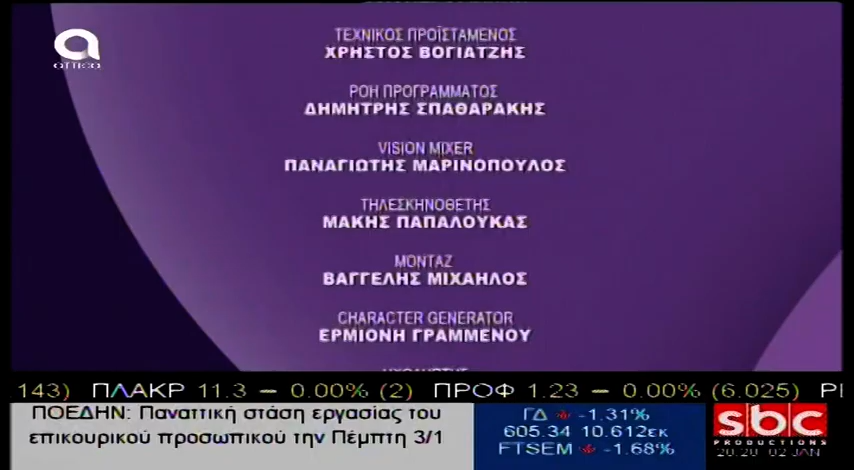 α
αττικα
ΤΕΧΝΙΚΟΣ ΠΡΟΪΣΤΑΜΕΝΟΣ
ΧΡΗΣΤΟΣ ΒΟΓΙΑΤΖΗΣ
ΡΟΗ ΠΡΟΓΡΑΜΜΑΤΟΣ
ΔΗΜΗΤΡΗΣ ΣΠΑΘΑΡΑΚΗΣ
VISION MIXER
ΠΑΝΑΓΙΩΤΗΣ ΜΑΡΙΝΟΠΟΥΛΟΣ
ΤΗΛΕΣΚΗΝΟΘΕΤΗΣ
ΜΑΚΗΣ ΠΑΠΑΛΟΥΚΑΣ
ΜΟΝΤΑΖ
ΒΑΓΓΕΛΗΣ ΜΙΧΑΗΛΟΣ
CHARACTER GENERATOR
ΕΡΜΙΟΝΗ ΓΡΑΜΜΕΝΟΥ
.143) ΠΛΑΚΡ 11.3 – 0.00% (2) ΠΡΟΦ 1.23 – 0.00% (6.025)
ΠΟΕΔΗΝ: Παναττική στάση εργασίας του
επικουρικού προσωπικού την Πέμπτη 3/1
ΓΔ -1.31%
605.34 10.612εκ
FTSEM -1.68%
sbc
PRODUCTIONS
20:20 02 JAN